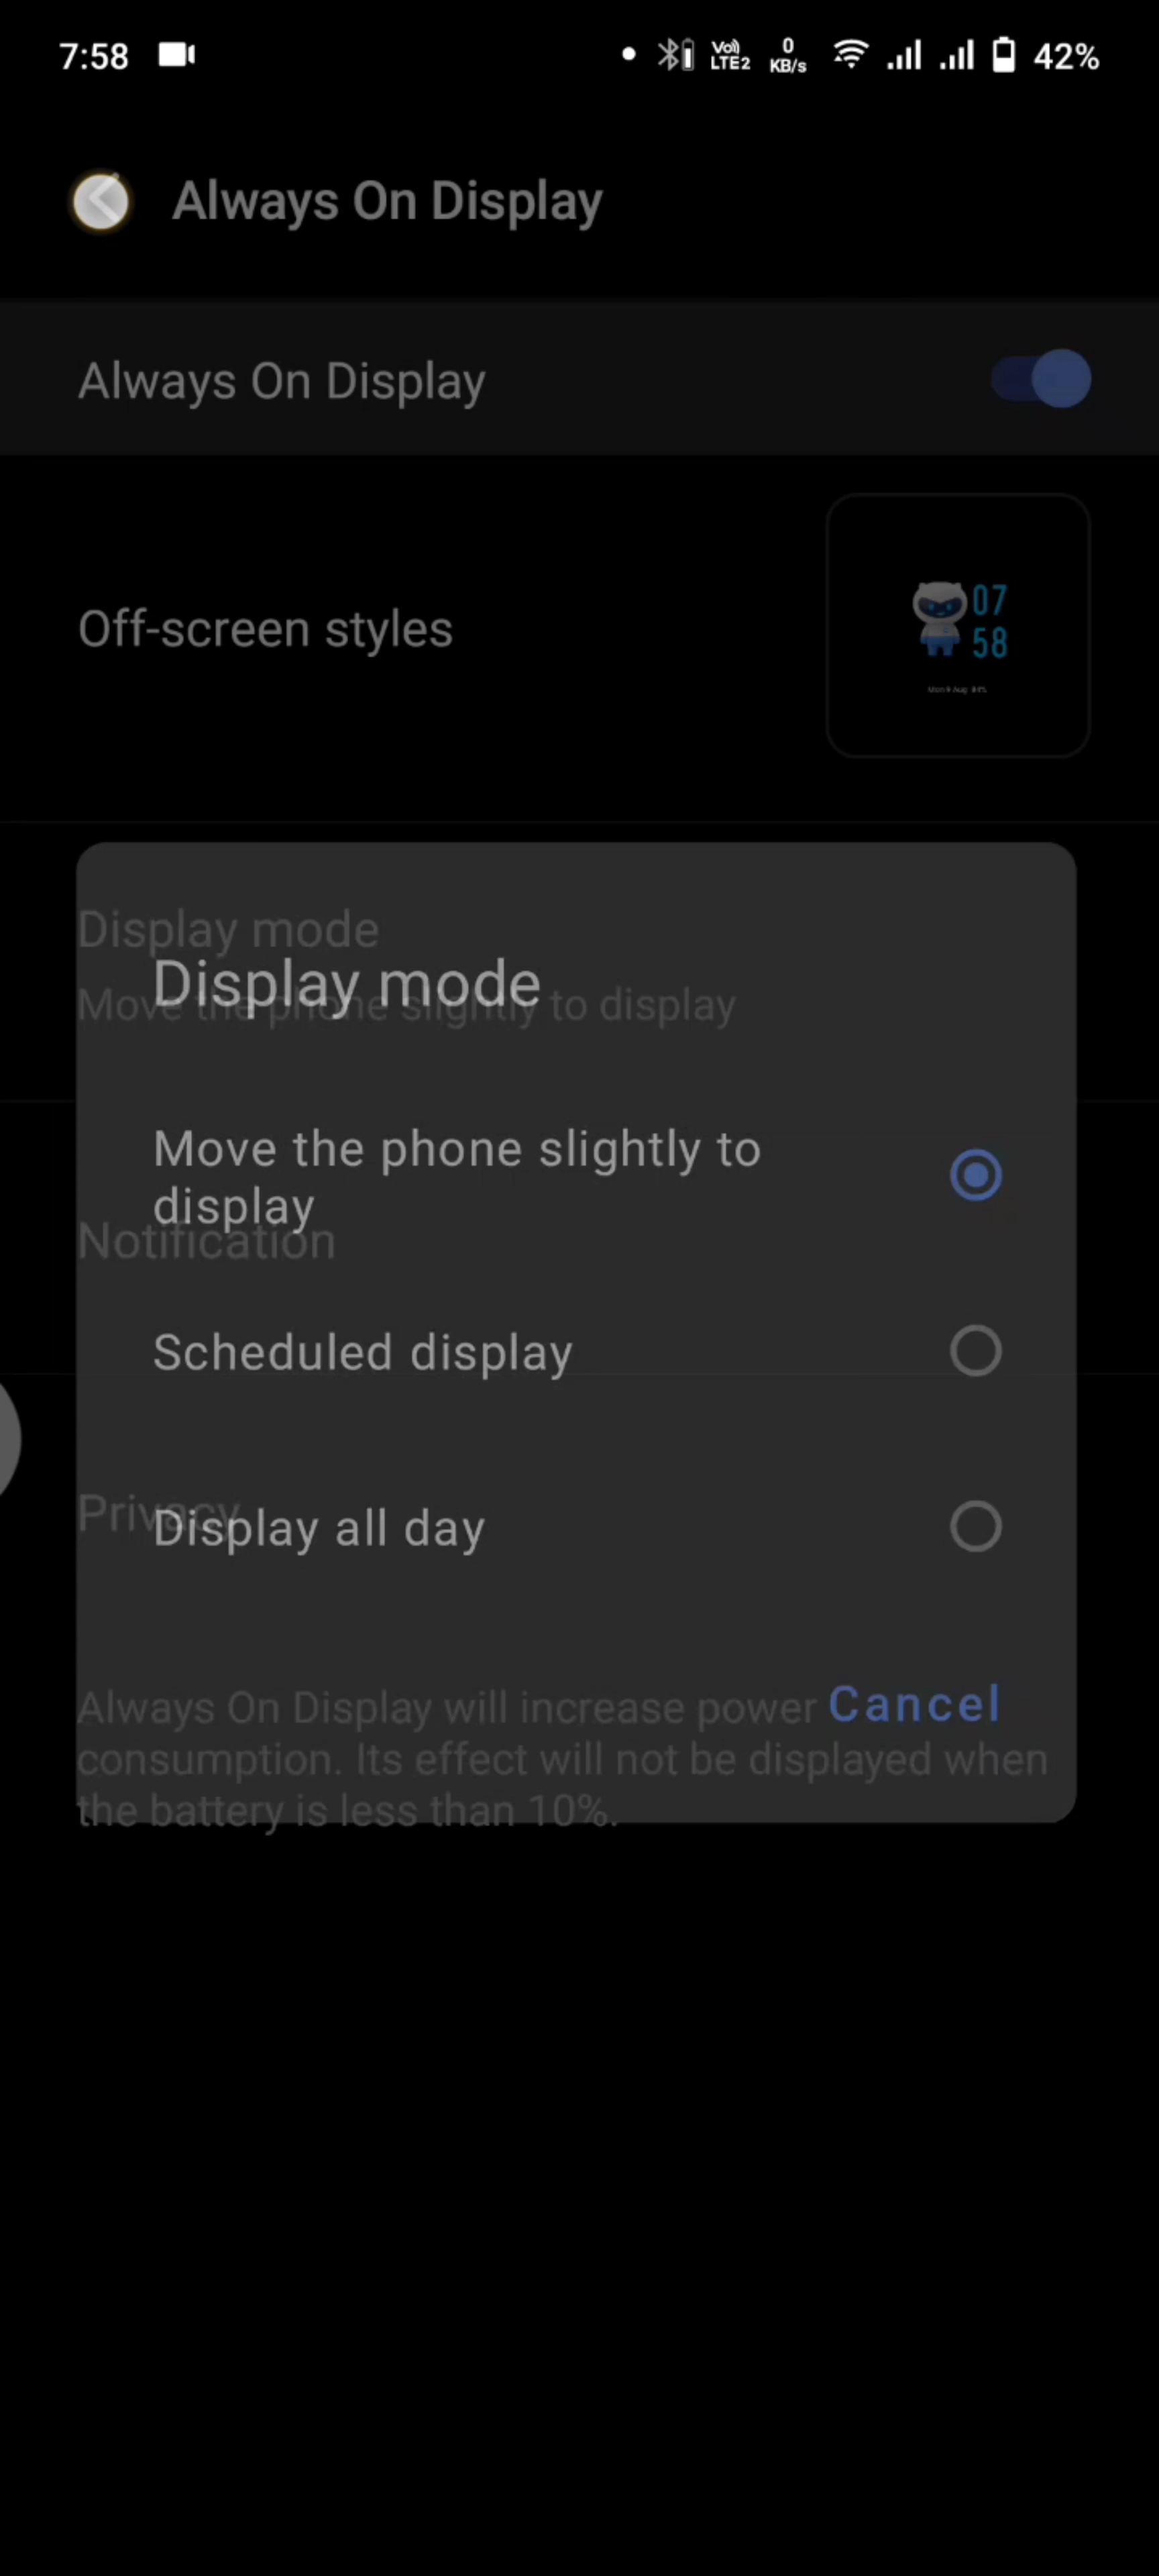 7:58
Vo)) LTE2 0 KB/s 42%
Always On Display
Always On Display
Off-screen styles
07
58
Display mode
Move the phone slightly to display
Display mode
Move the phone slightly to
display
Notification
Scheduled display
Privacy
Display all day
Always On Display will increase power
consumption. Its effect will not be displayed when
the battery is less than 10%.
Cancel